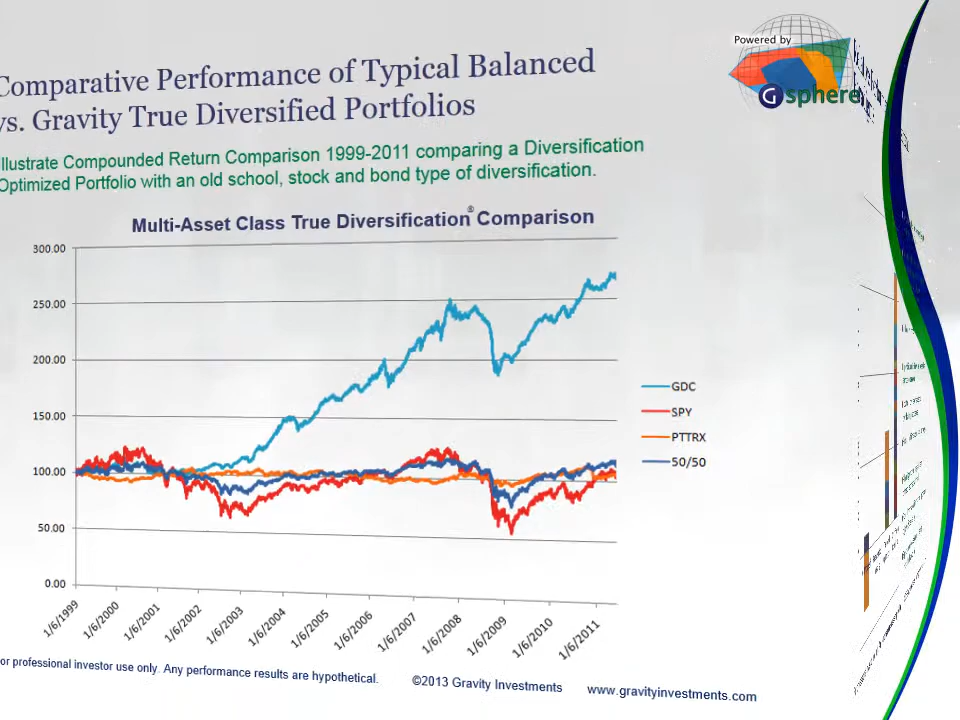 Powered by
Gsphere
Comparative Performance of Typical Balanced
vs. Gravity True Diversified Portfolios
Illustrate Compounded Return Comparison 1999-2011 comparing a Diversification
Optimized Portfolio with an old school, stock and bond type of diversification.
Multi-Asset Class True Diversification® Comparison
300.00
250.00
200.00
150.00
100.00
50.00
0.00
GDC
SPY
PTTRX
50/50
1/6/1999
1/6/2000
1/6/2001
1/6/2002
1/6/2003
1/6/2004
1/6/2005
1/6/2006
1/6/2007
1/6/2008
1/6/2009
1/6/2010
1/6/2011
or professional investor use only. Any performance results are hypothetical.
©2013 Gravity Investments
www.gravityinvestments.com